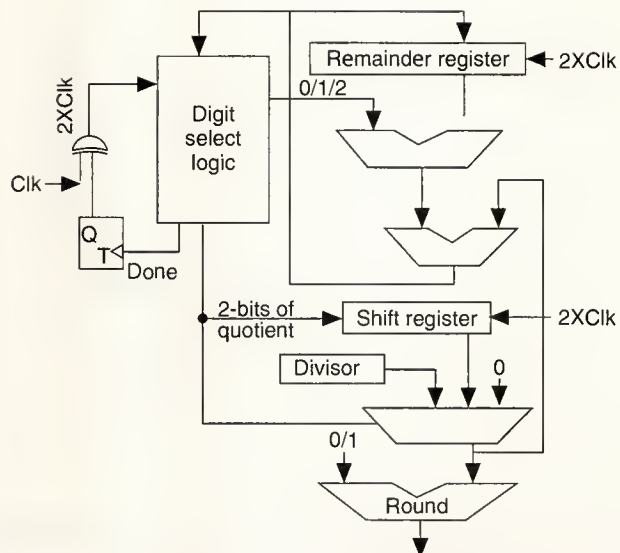 Remainder register
2XClk
2XClk
0/1/2
Digit
select
logic
Clk
Q
T
Done
2-bits of
quotient
Shift register
2XClk
Divisor
0
0/1
Round